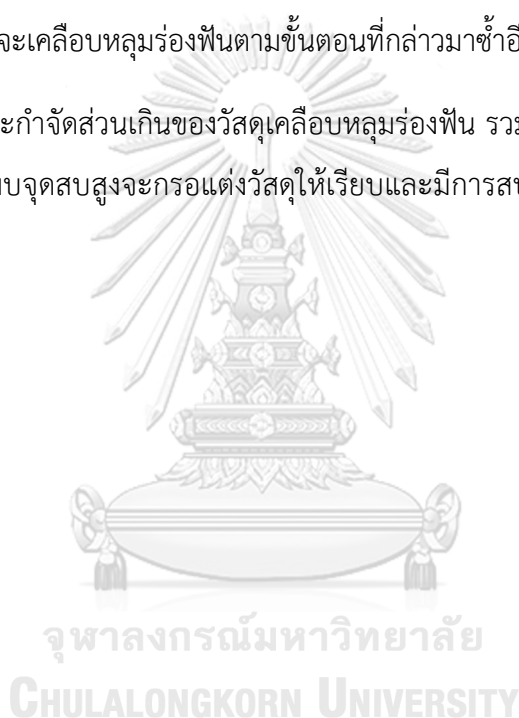 จะเคลือบหลุมร่องฟันตามขั้นตอนที่กล่าวมาซ้ำอี
ะกำจัดส่วนเกินของวัสดุเคลือบหลุมร่องฟัน รวม
บจุดสบสูงจะกรอแต่งวัสดุให้เรียบและมีการสบ
จุฬาลงกรณ์มหาวิทยาลัย
CHULALONGKORN UNIVERSITY